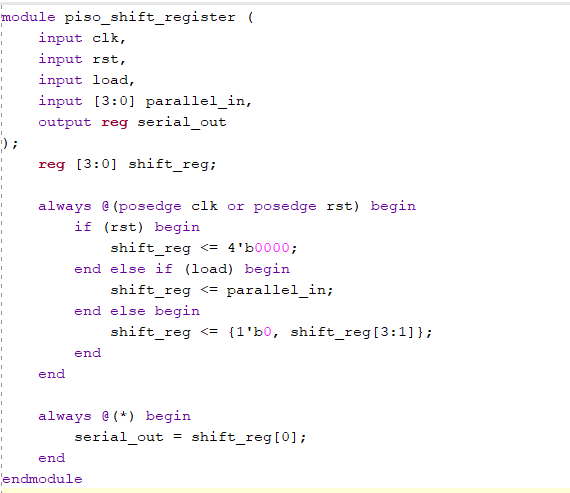 module piso_shift_register (
    input clk,
    input rst,
    input load,
    input [3:0] parallel_in,
    output reg serial_out
);
    reg [3:0] shift_reg;

    always @(posedge clk or posedge rst) begin
        if (rst) begin
            shift_reg <= 4'b0000;
        end else if (load) begin
            shift_reg <= parallel_in;
        end else begin
            shift_reg <= {1'b0, shift_reg[3:1]};
        end
    end

    always @(*) begin
        serial_out = shift_reg[0];
    end
endmodule